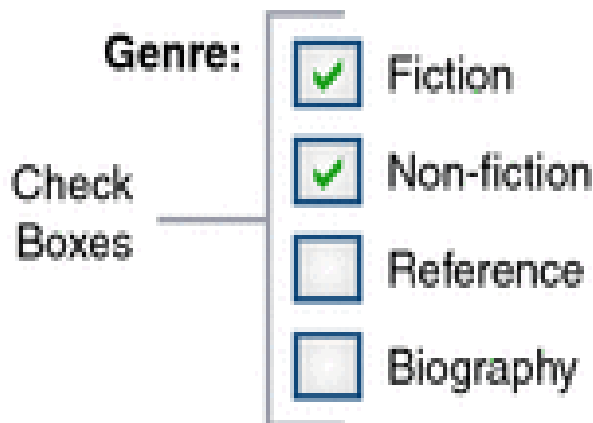 Genre:
Fiction
Non-fiction
Check
Boxes
Reference
Biography